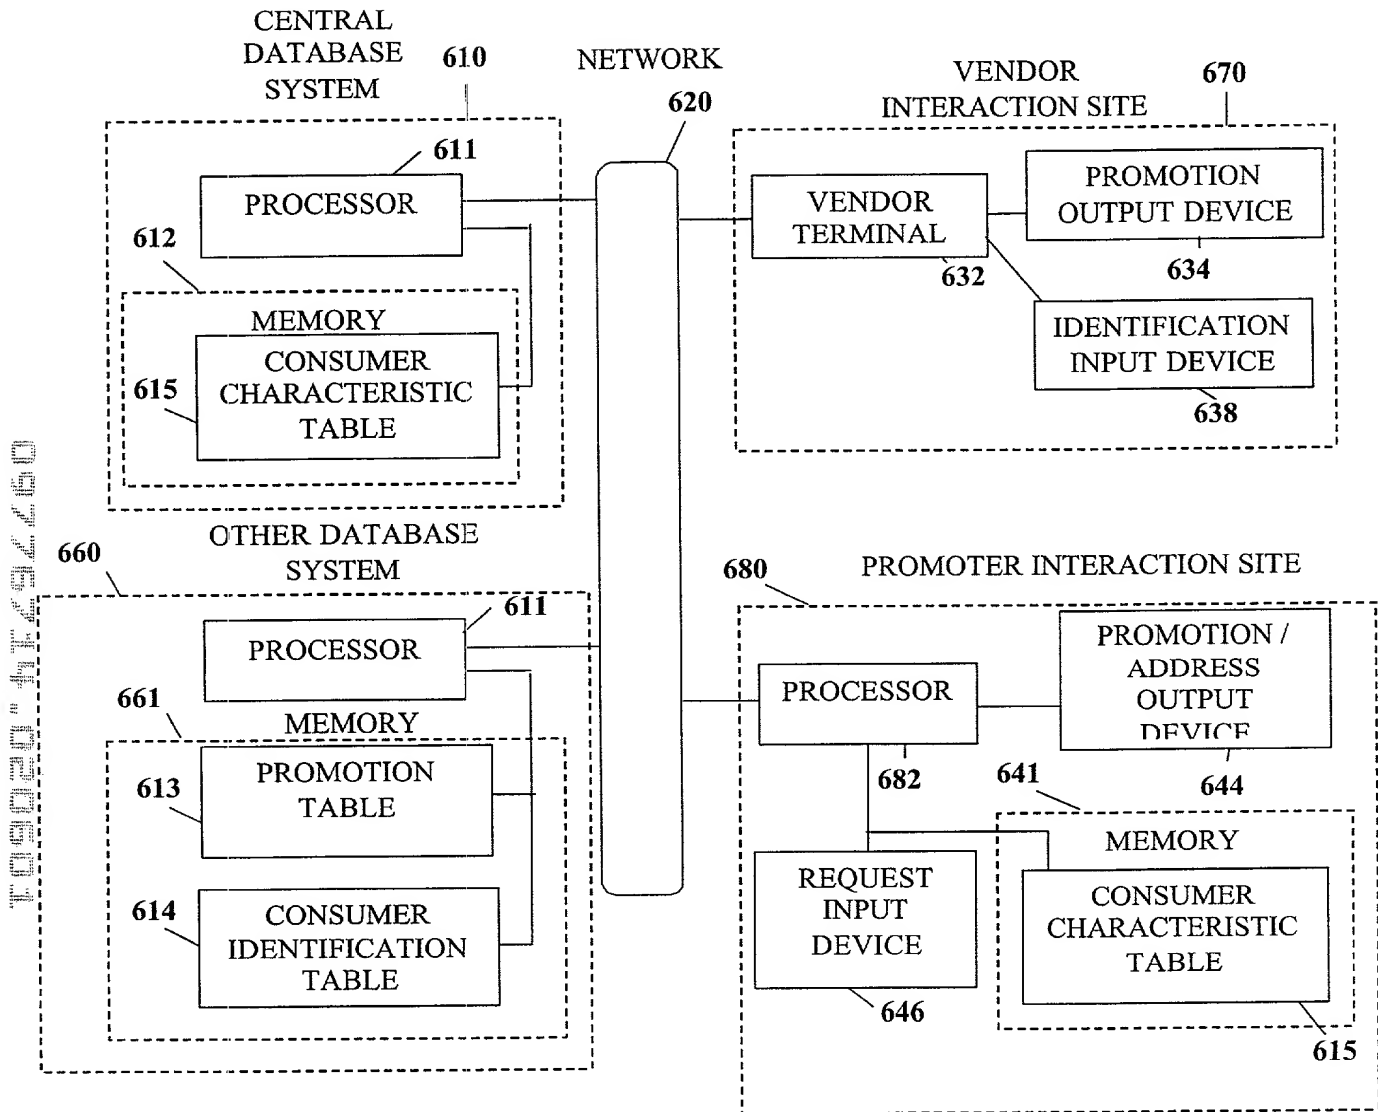 CENTRAL
DATABASE
SYSTEM
610
611
PROCESSOR
612
MEMORY
615
CONSUMER
CHARACTERISTIC
TABLE
NETWORK
620
VENDOR
INTERACTION SITE
670
VENDOR
TERMINAL
632
PROMOTION
OUTPUT DEVICE
634
IDENTIFICATION
INPUT DEVICE
638
OTHER DATABASE
SYSTEM
660
611
PROCESSOR
661
MEMORY
613
PROMOTION
TABLE
614
CONSUMER
IDENTIFICATION
TABLE
680
PROMOTER INTERACTION SITE
PROCESSOR
682
PROMOTION /
ADDRESS
OUTPUT
DEVICE
644
641
MEMORY
REQUEST
INPUT
DEVICE
646
CONSUMER
CHARACTERISTIC
TABLE
615